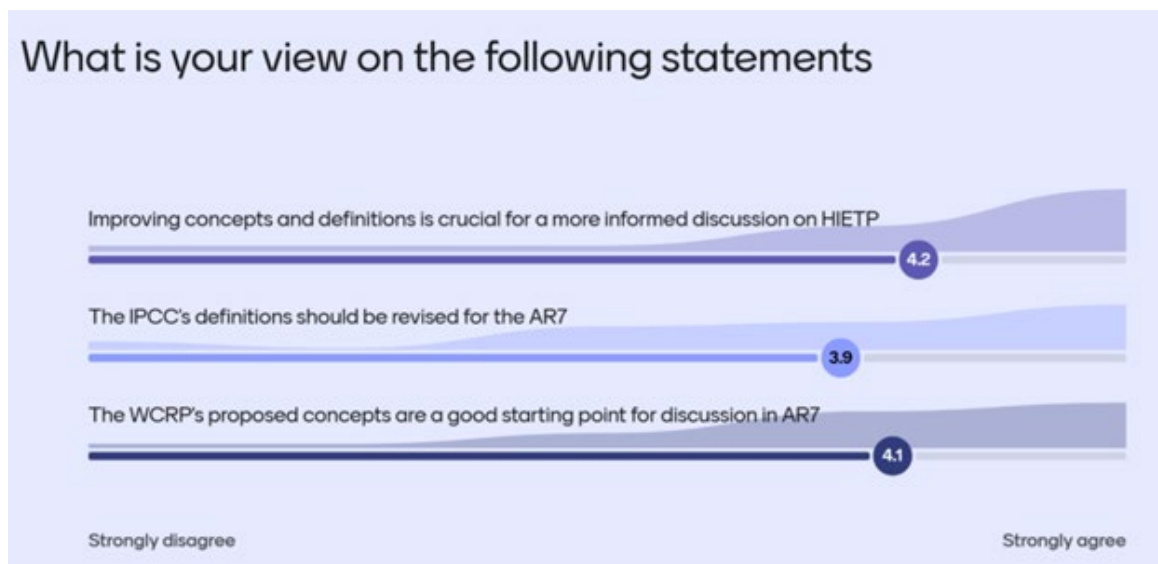 What is your view on the following statements
Improving concepts and definitions is crucial for a more informed discussion on HIETP
4.2
The IPCC's definitions should be revised for the AR7
3.9
The WCRP's proposed concepts are a good starting point for discussion in AR7
4.1
Strongly disagree
Strongly agree